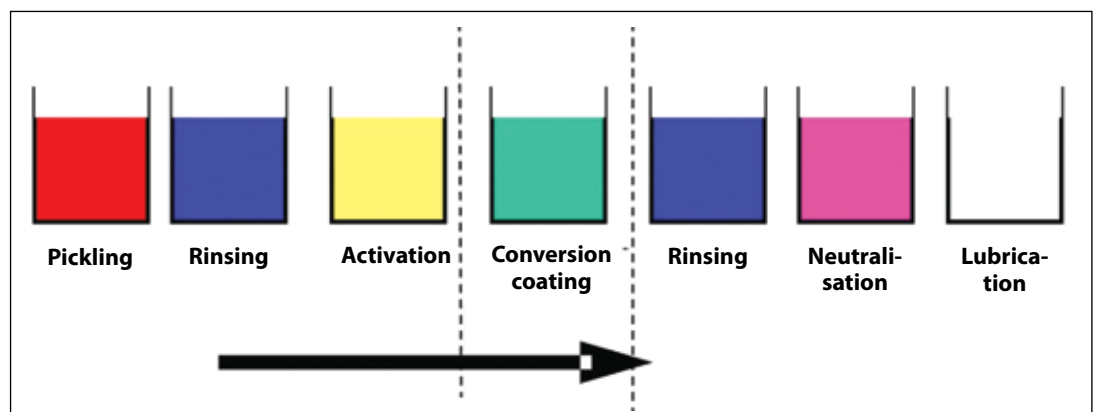 Pickling
Rinsing
Activation
Conversion
coating
Rinsing
Neutrali-
sation
Lubrica-
tion